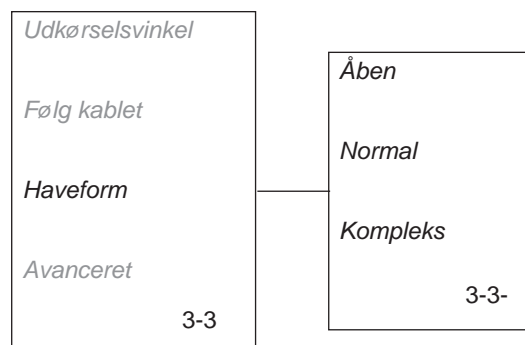 Udkørselsvinkel
Følg kablet
Haveform
Avanceret
3-3
Åben
Normal
Kompleks
3-3-